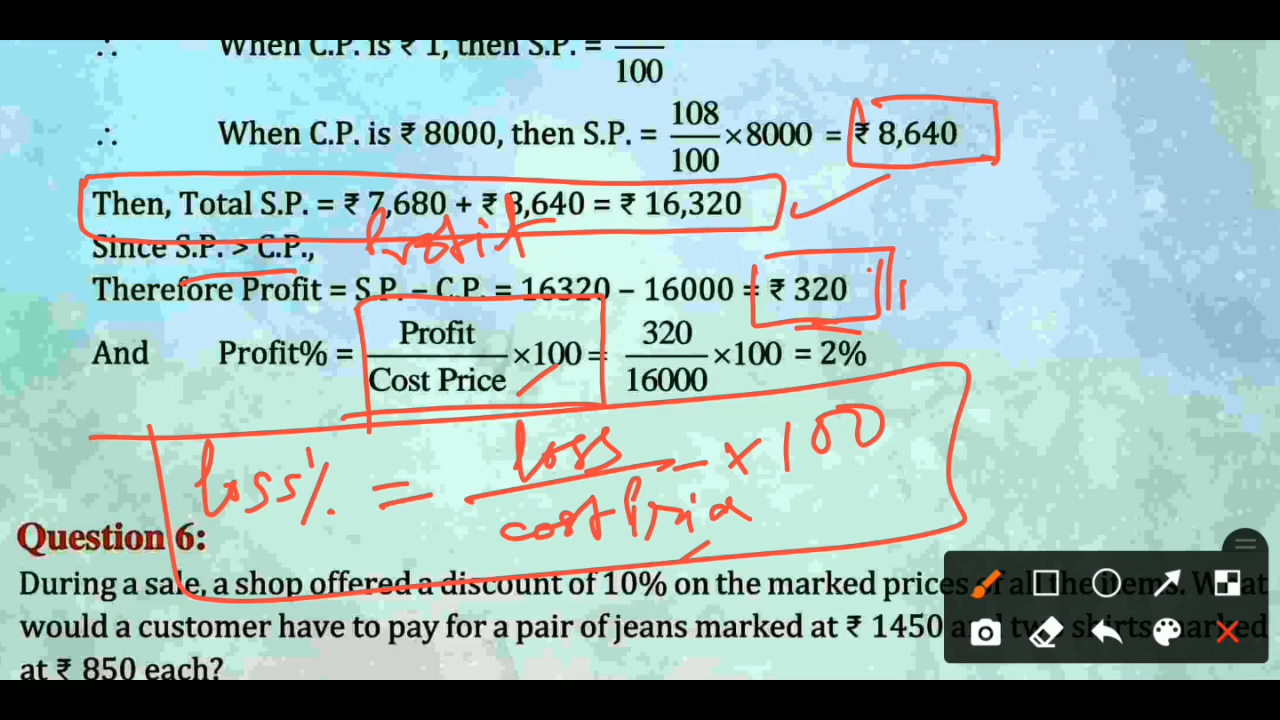 ∴ When C.P. is ₹ 1, then S.P. = 100
∴ When C.P. is ₹ 8000, then S.P. = 108/100 ×8000 = ₹ 8,640
Then, Total S.P. = ₹ 7,680 + ₹ 8,640 = ₹ 16,320
Since S.P. > C.P., Profit
Therefore Profit = S.P. – C.P. = 16320 – 16000 = ₹ 320
And Profit% = Profit/Cost Price ×100 = 320/16000 ×100 = 2%
loss% = loss/cost price × 100
Question 6:
During a sale, a shop offered a discount of 10% on the marked prices of all the items. What
would a customer have to pay for a pair of jeans marked at ₹ 1450 and two shirts marked
at ₹ 850 each?